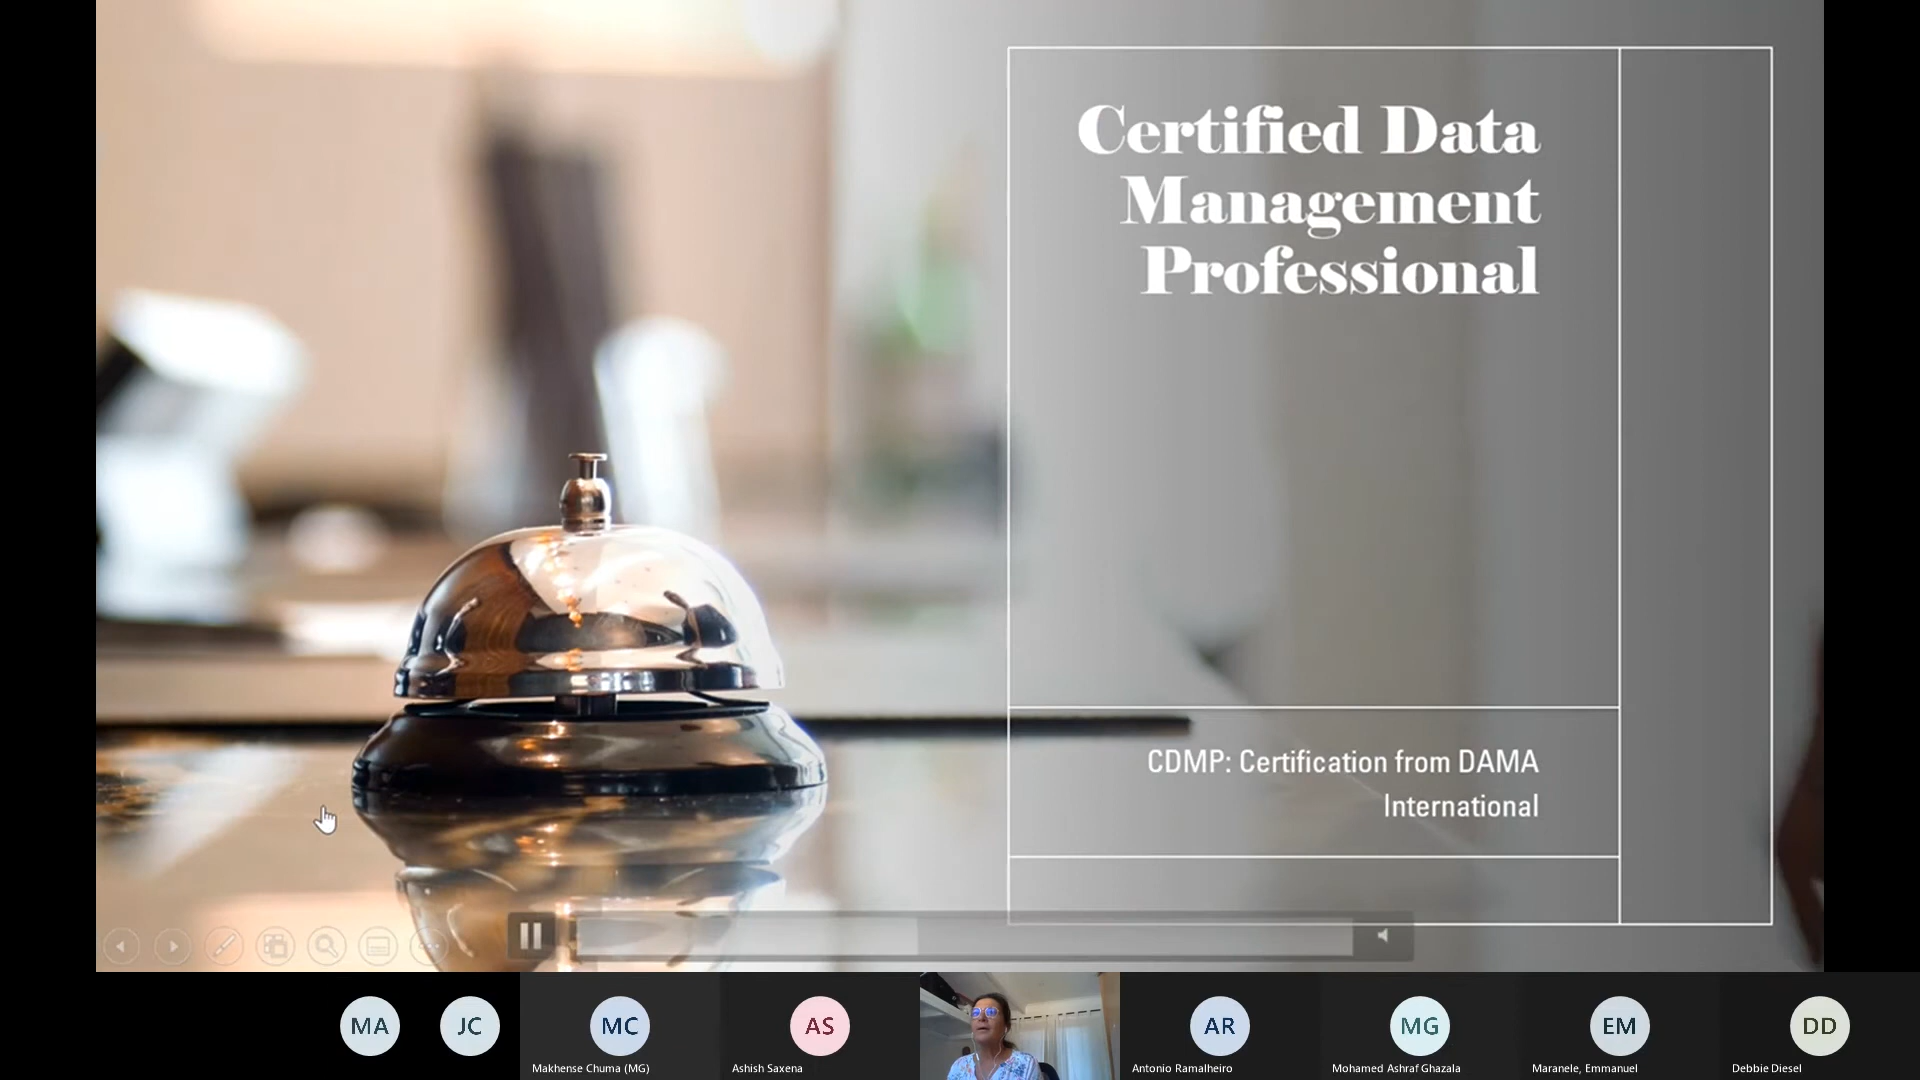 Certified Data
Management
Professional
CDMP: Certification from DAMA
International
MA
JC
MC
AS
AR
MG
EM
DD
Makhense Chuma (MG)
Ashish Saxena
Antonio Ramalheiro
Mohamed Ashraf Ghazala
Maranele, Emmanuel
Debbie Diesel